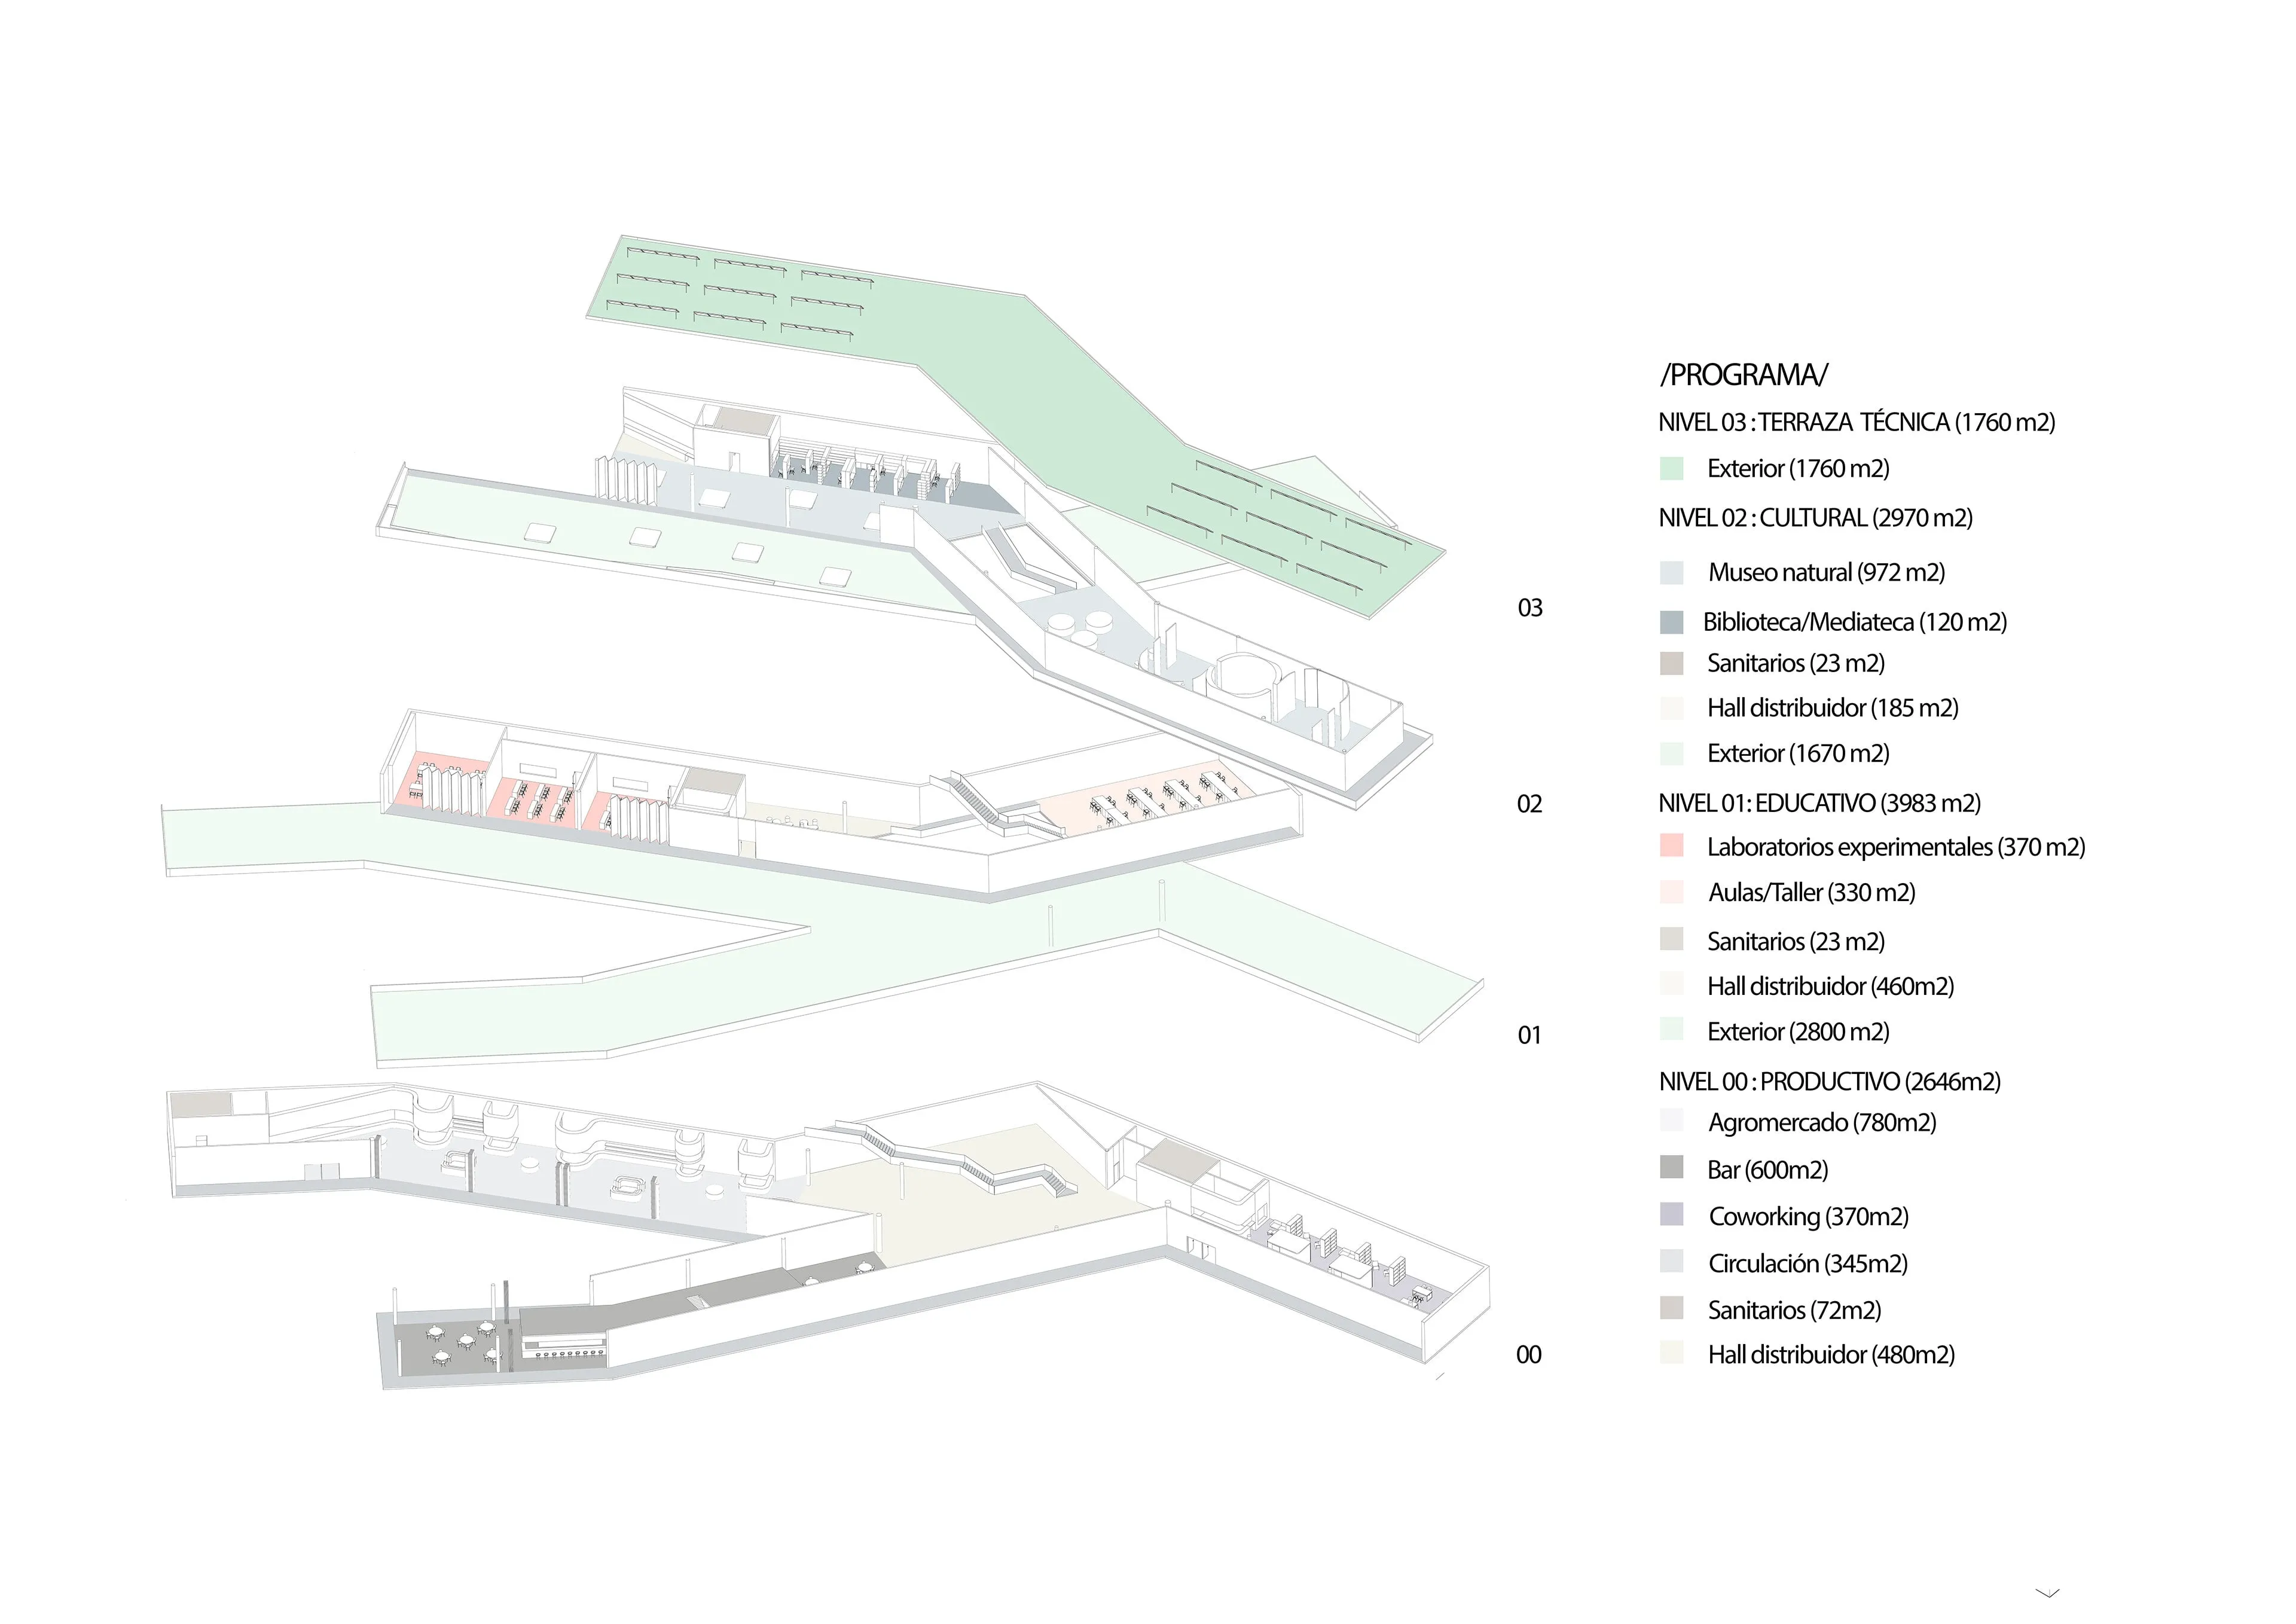 /PROGRAMA/
NIVEL 03 : TERRAZA TÉCNICA (1760 m2)
Exterior (1760 m2)
NIVEL 02 : CULTURAL (2970 m2)
Museo natural (972 m2)
Biblioteca/Mediateca (120 m2)
Sanitarios (23 m2)
Hall distribuidor (185 m2)
Exterior (1670 m2)
NIVEL 01: EDUCATIVO (3983 m2)
Laboratorios experimentales (370 m2)
Aulas/Taller (330 m2)
Sanitarios (23 m2)
Hall distribuidor (460m2)
Exterior (2800 m2)
NIVEL 00 : PRODUCTIVO (2646m2)
Agromercado (780m2)
Bar (600m2)
Coworking (370m2)
Circulación (345m2)
Sanitarios (72m2)
Hall distribuidor (480m2)
03
02
01
00